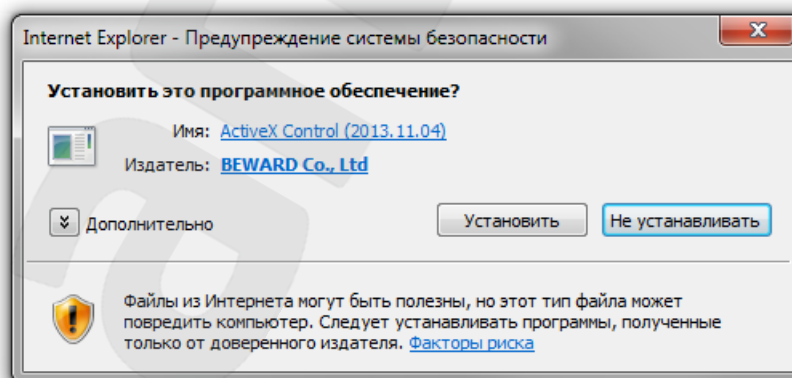 Internet Explorer - Предупреждение системы безопасности
Установить это программное обеспечение?
Имя: ActiveX Control (2013.11.04)
Издатель: BEWARD Co., Ltd
Дополнительно
Установить
Не устанавливать
Файлы из Интернета могут быть полезны, но этот тип файла может
повредить компьютер. Следует устанавливать программы, полученные
только от доверенного издателя. Факторы риска